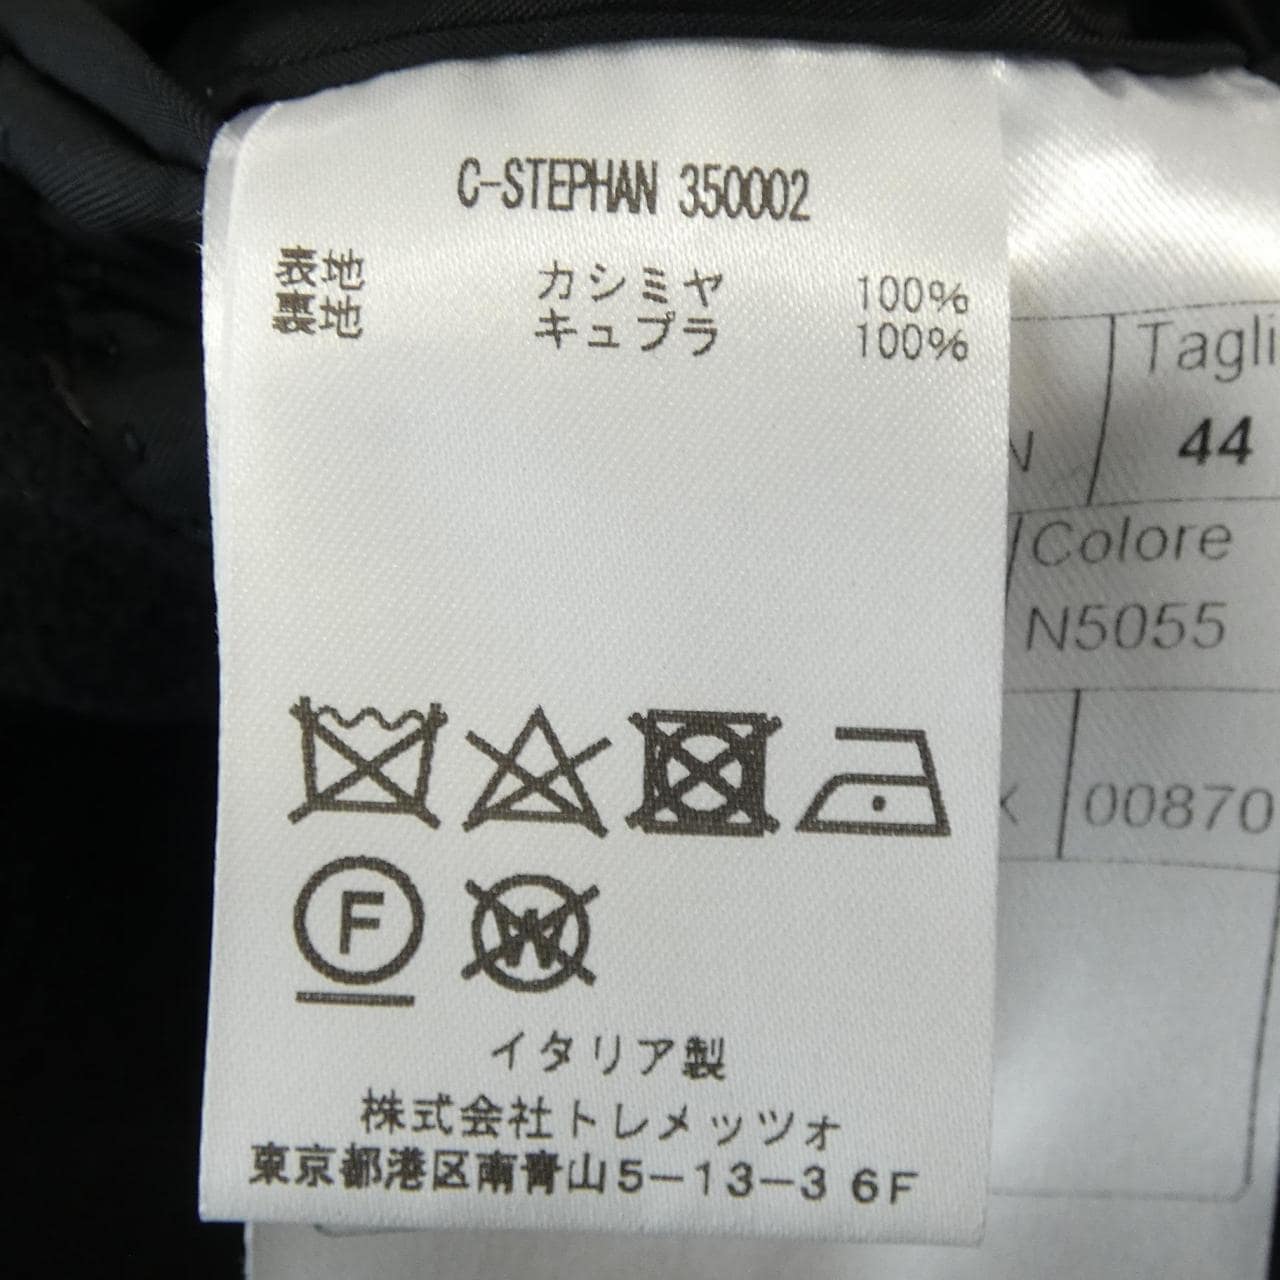 C-STEPHAN 350002
表地 カシミヤ 100%
裏地 キュプラ 100%
F
W
イタリア製
株式会社トレメッツォ
東京都港区南青山5-13-3 6F
Tagli
44
Colore
N5055
00870